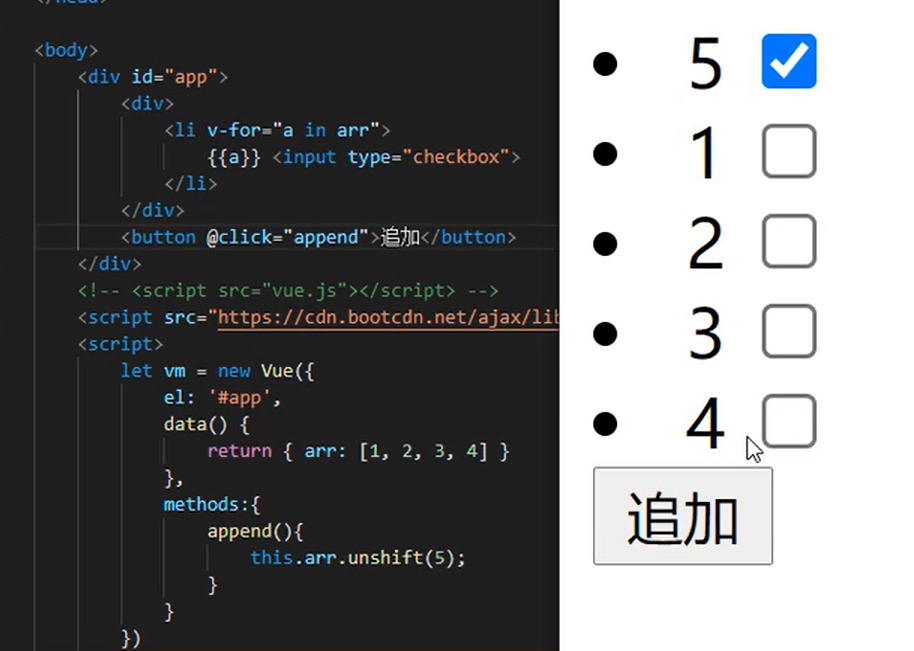 </head>
<body>
<div id="app">
<div>
<li v-for="a in arr">
{{a}} <input type="checkbox">
</li>
</div>
<button @click="append">追加</button>
</div>
<!-- <script src="vue.js"></script> -->
<script src="https://cdn.bootcdn.net/ajax/lib
<script>
let vm = new Vue({
el: '#app',
data() {
return { arr: [1, 2, 3, 4] }
},
methods:{
append(){
this.arr.unshift(5);
}
}
})
5
1
2
3
4
追加